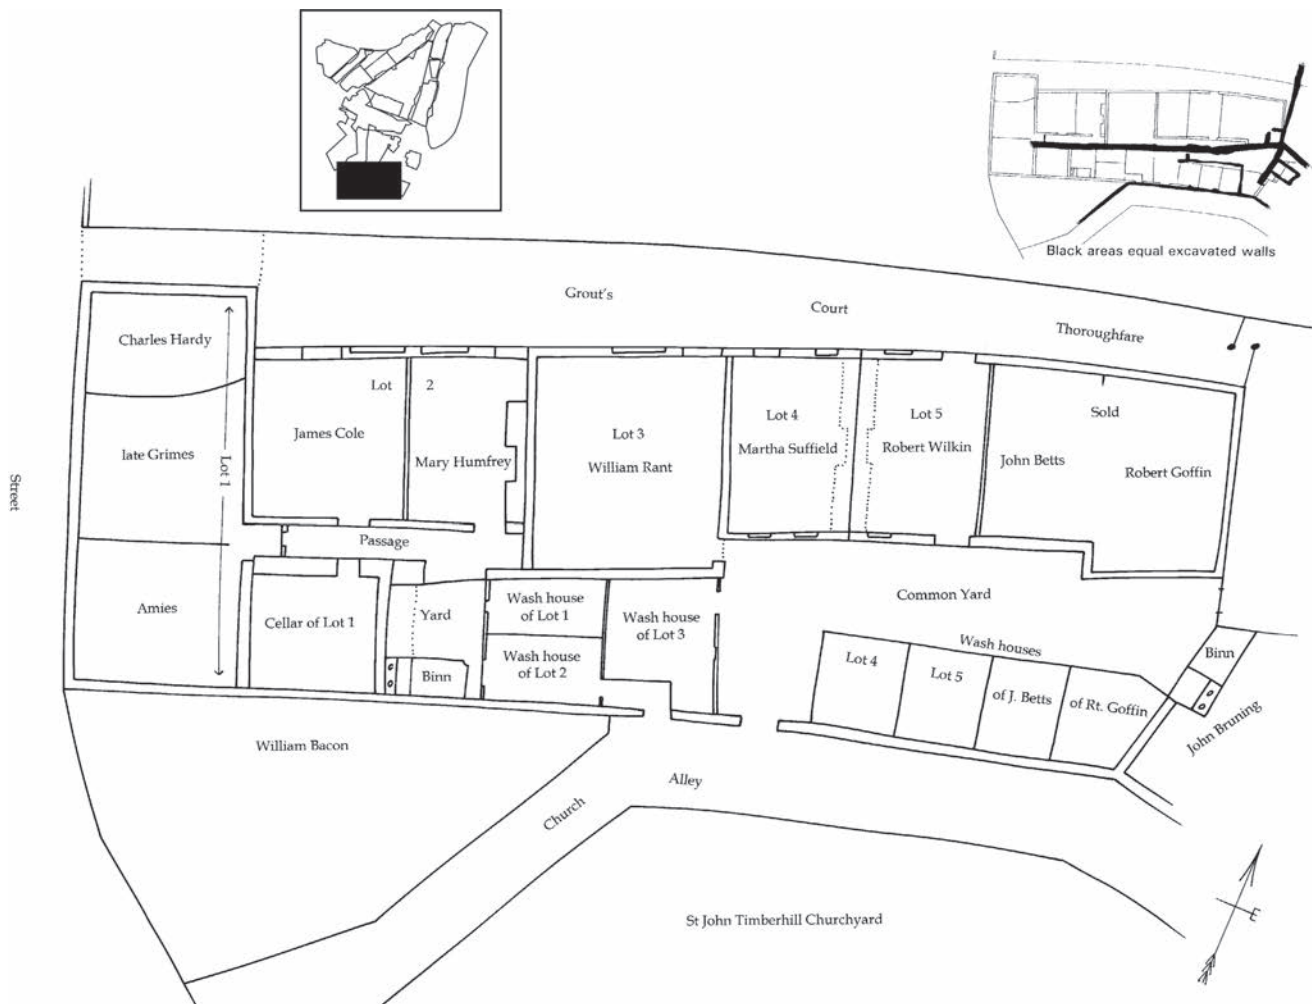 Black areas equal excavated walls
Grout's Court Thoroughfare
Street
Charles Hardy
late Grimes
Lot 1
Amies
Lot 2
James Cole
Mary Humfrey
Passage
Lot 3
William Rant
Lot 4
Martha Suffield
Lot 5
Robert Wilkin
Sold
John Betts
Robert Goffin
Cellar of Lot 1
Yard
Binn
Wash house
of Lot 1
Wash house
of Lot 2
Wash house
of Lot 3
Common Yard
Wash houses
Lot 4
Lot 5
of J. Betts
of Rt. Goffin
Binn
John Bruning
William Bacon
Church Alley
St John Timberhill Churchyard
E